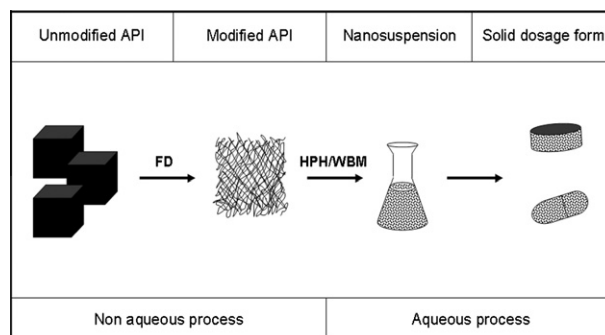 Unmodified API
Modified API
Nanosuspension
Solid dosage form
FD
HPH/WBM
Non aqueous process
Aqueous process